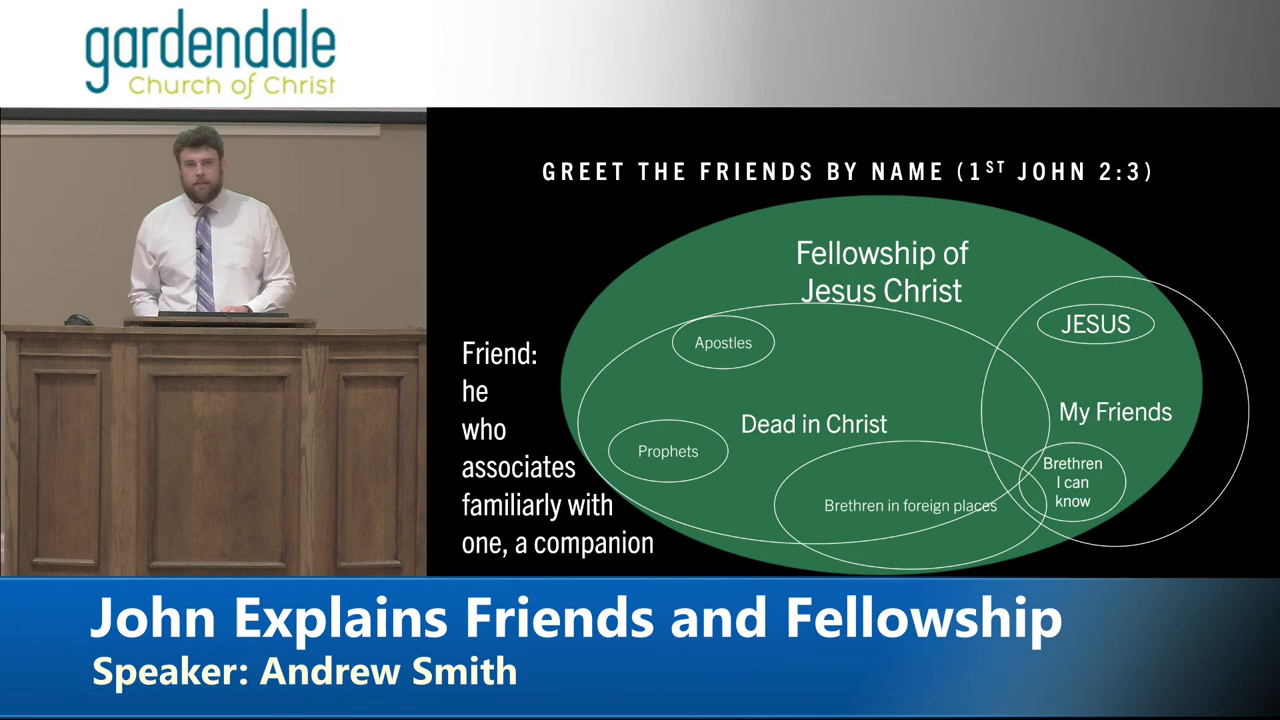 gardendale
Church of Christ
GREET THE FRIENDS BY NAME (1ST JOHN 2:3)
Fellowship of
Jesus Christ
JESUS
Apostles
Friend:
he
who
associates
familiarly with
one, a companion
My Friends
Dead in Christ
Prophets
Brethren
I can
know
Brethren in foreign places
John Explains Friends and Fellowship
Speaker: Andrew Smith